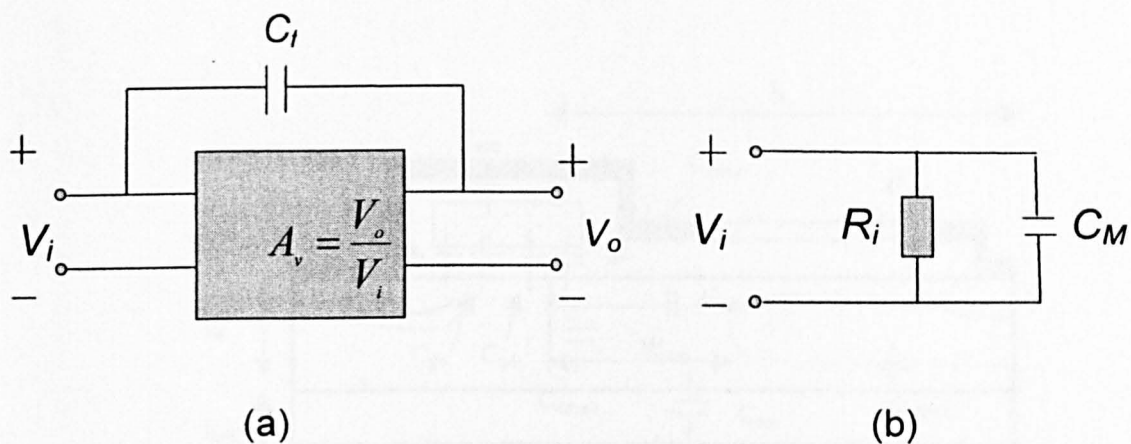 C_f
+
V_i
−
A_v = V_o / V_i
+
V_o
−
(a)
+
V_i
−
R_i
C_M
(b)